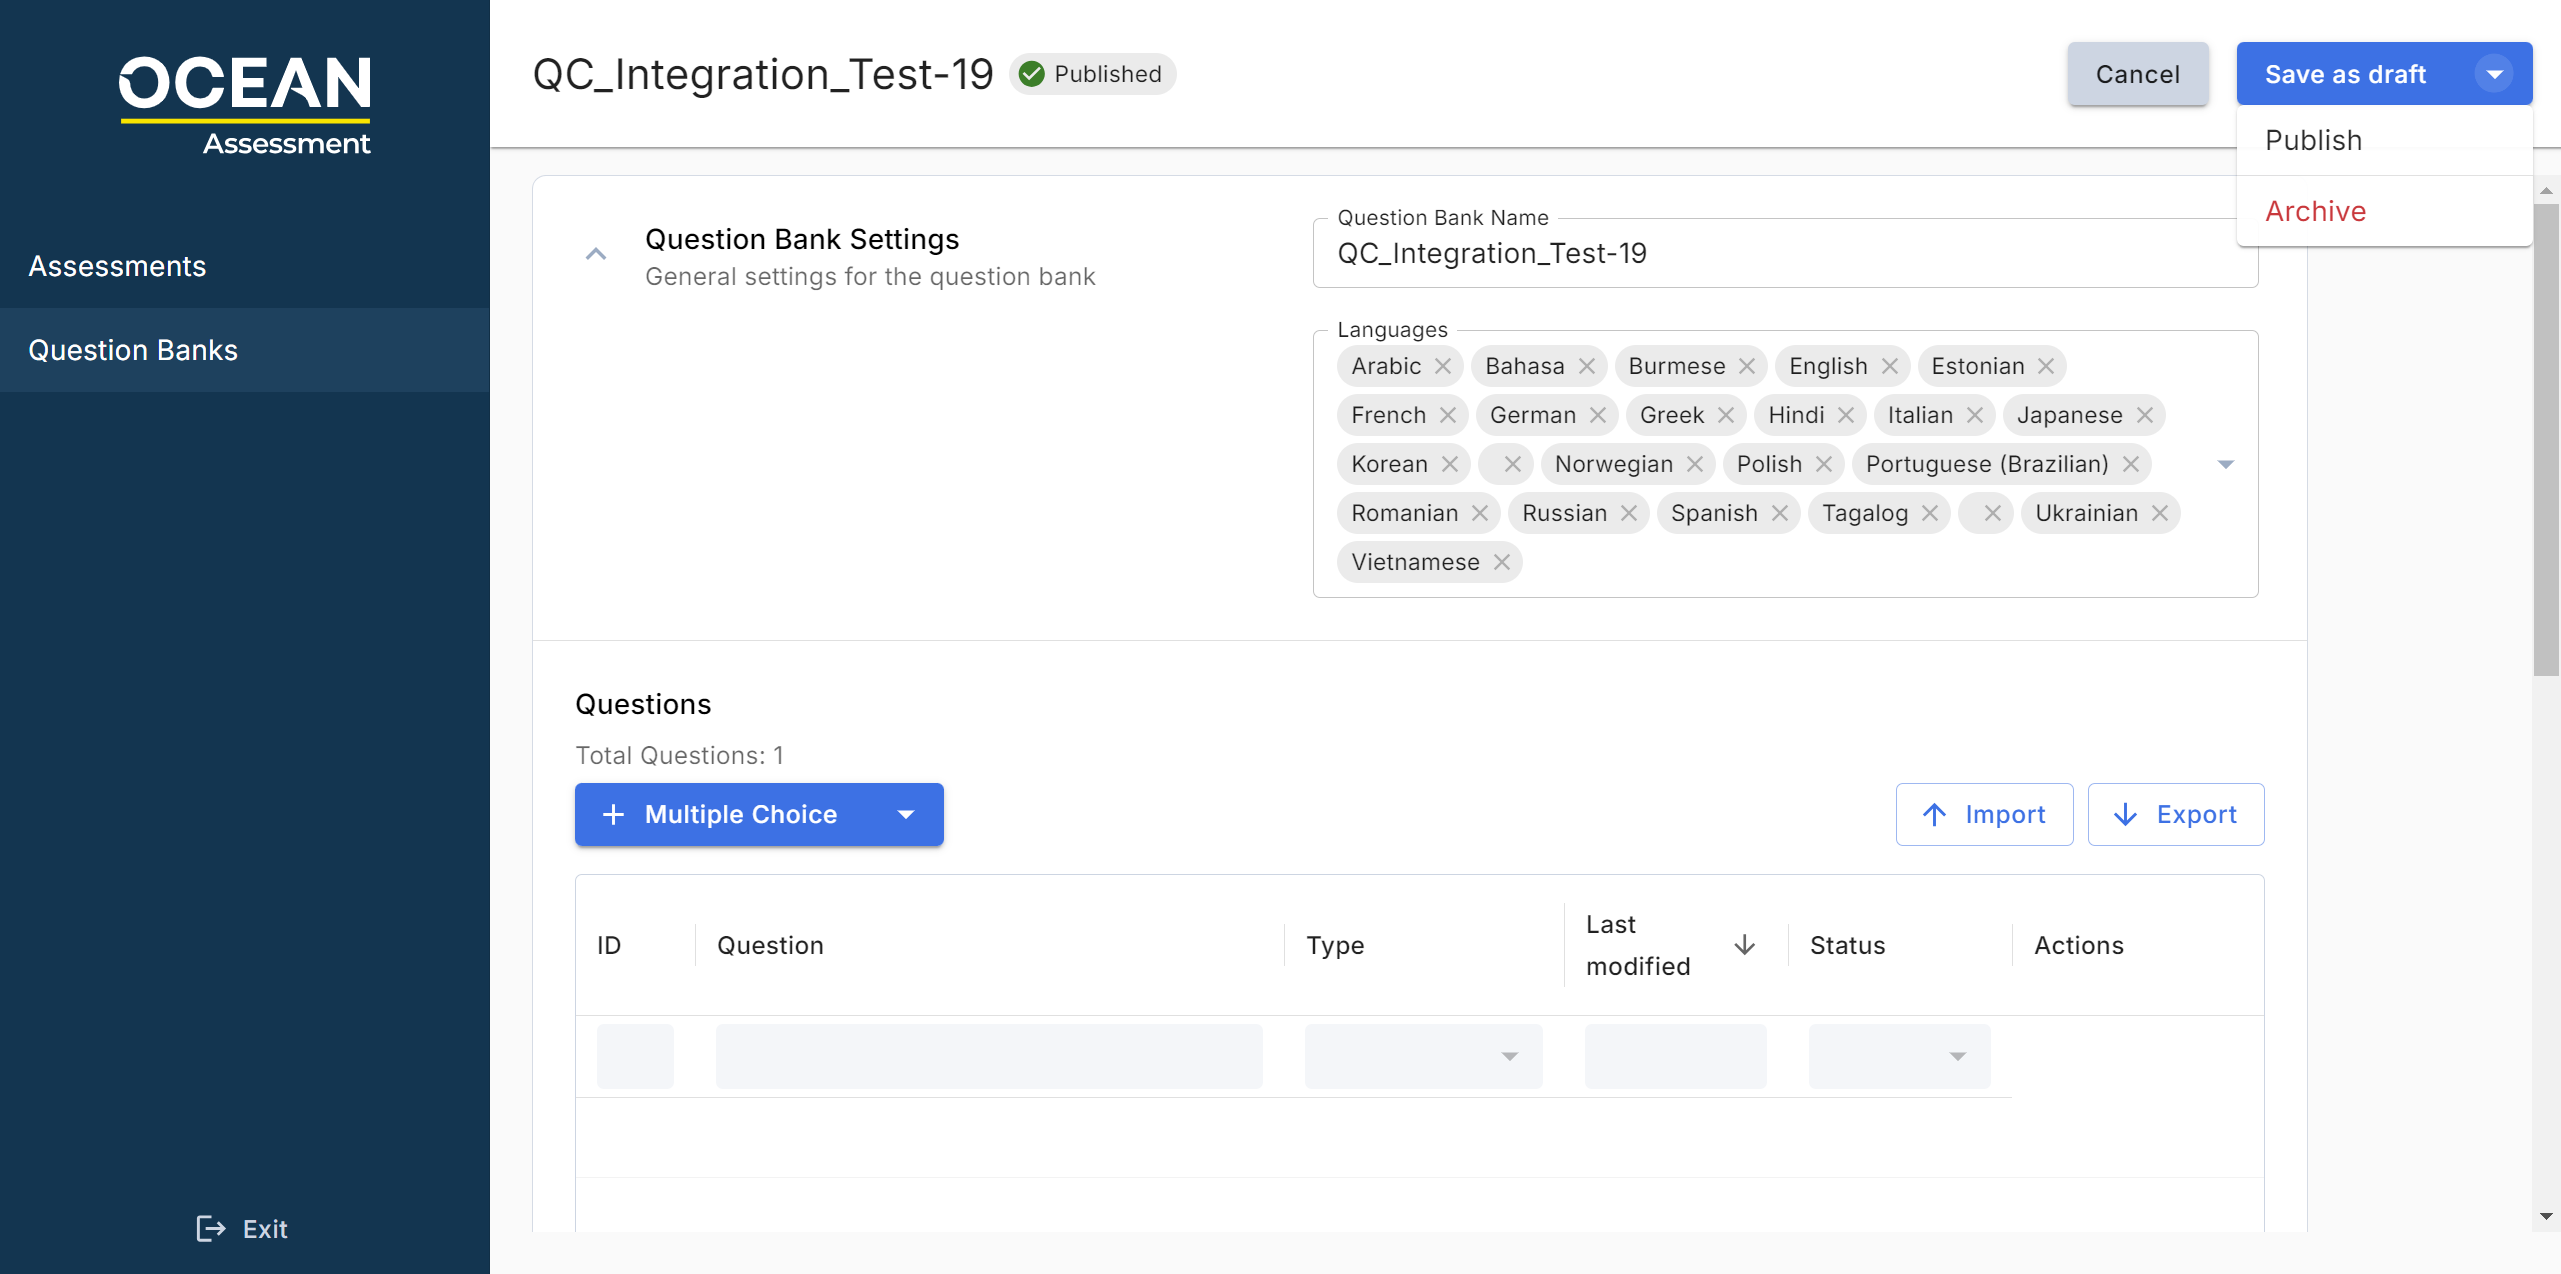 OCEAN
Assessment
Assessments
Question Banks
Exit
QC_Integration_Test-19
Published
Cancel
Save as draft
Publish
Archive
Question Bank Settings
General settings for the question bank
Question Bank Name
QC_Integration_Test-19
Languages
Arabic Bahasa Burmese English Estonian
French German Greek Hindi Italian Japanese
Korean Norwegian Polish Portuguese (Brazilian)
Romanian Russian Spanish Tagalog Ukrainian
Vietnamese
Questions
Total Questions: 1
Multiple Choice
Import
Export
ID
Question
Type
Last
modified
Status
Actions